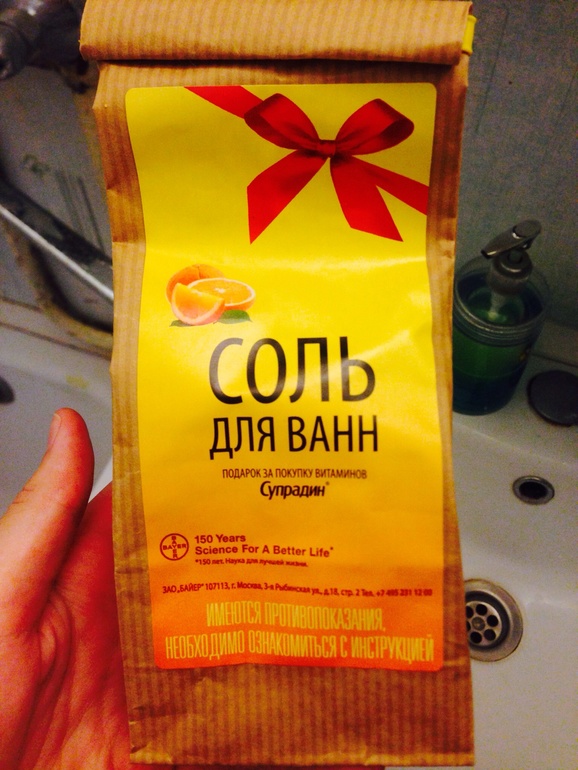 СОЛЬ
ДЛЯ ВАНН
ПОДАРОК ЗА ПОКУПКУ ВИТАМИНОВ
Супрадин®
BAYER
150 Years
Science For A Better Life*
*150 лет. Наука для лучшей жизни.
ЗАО „БАЙЕР" 107113, г. Москва, 3-я Рыбинская ул., д.18, стр. 2 Тел. +7 495 231 12 00
ИМЕЮТСЯ ПРОТИВОПОКАЗАНИЯ,
НЕОБХОДИМО ОЗНАКОМИТЬСЯ С ИНСТРУКЦИЕЙ